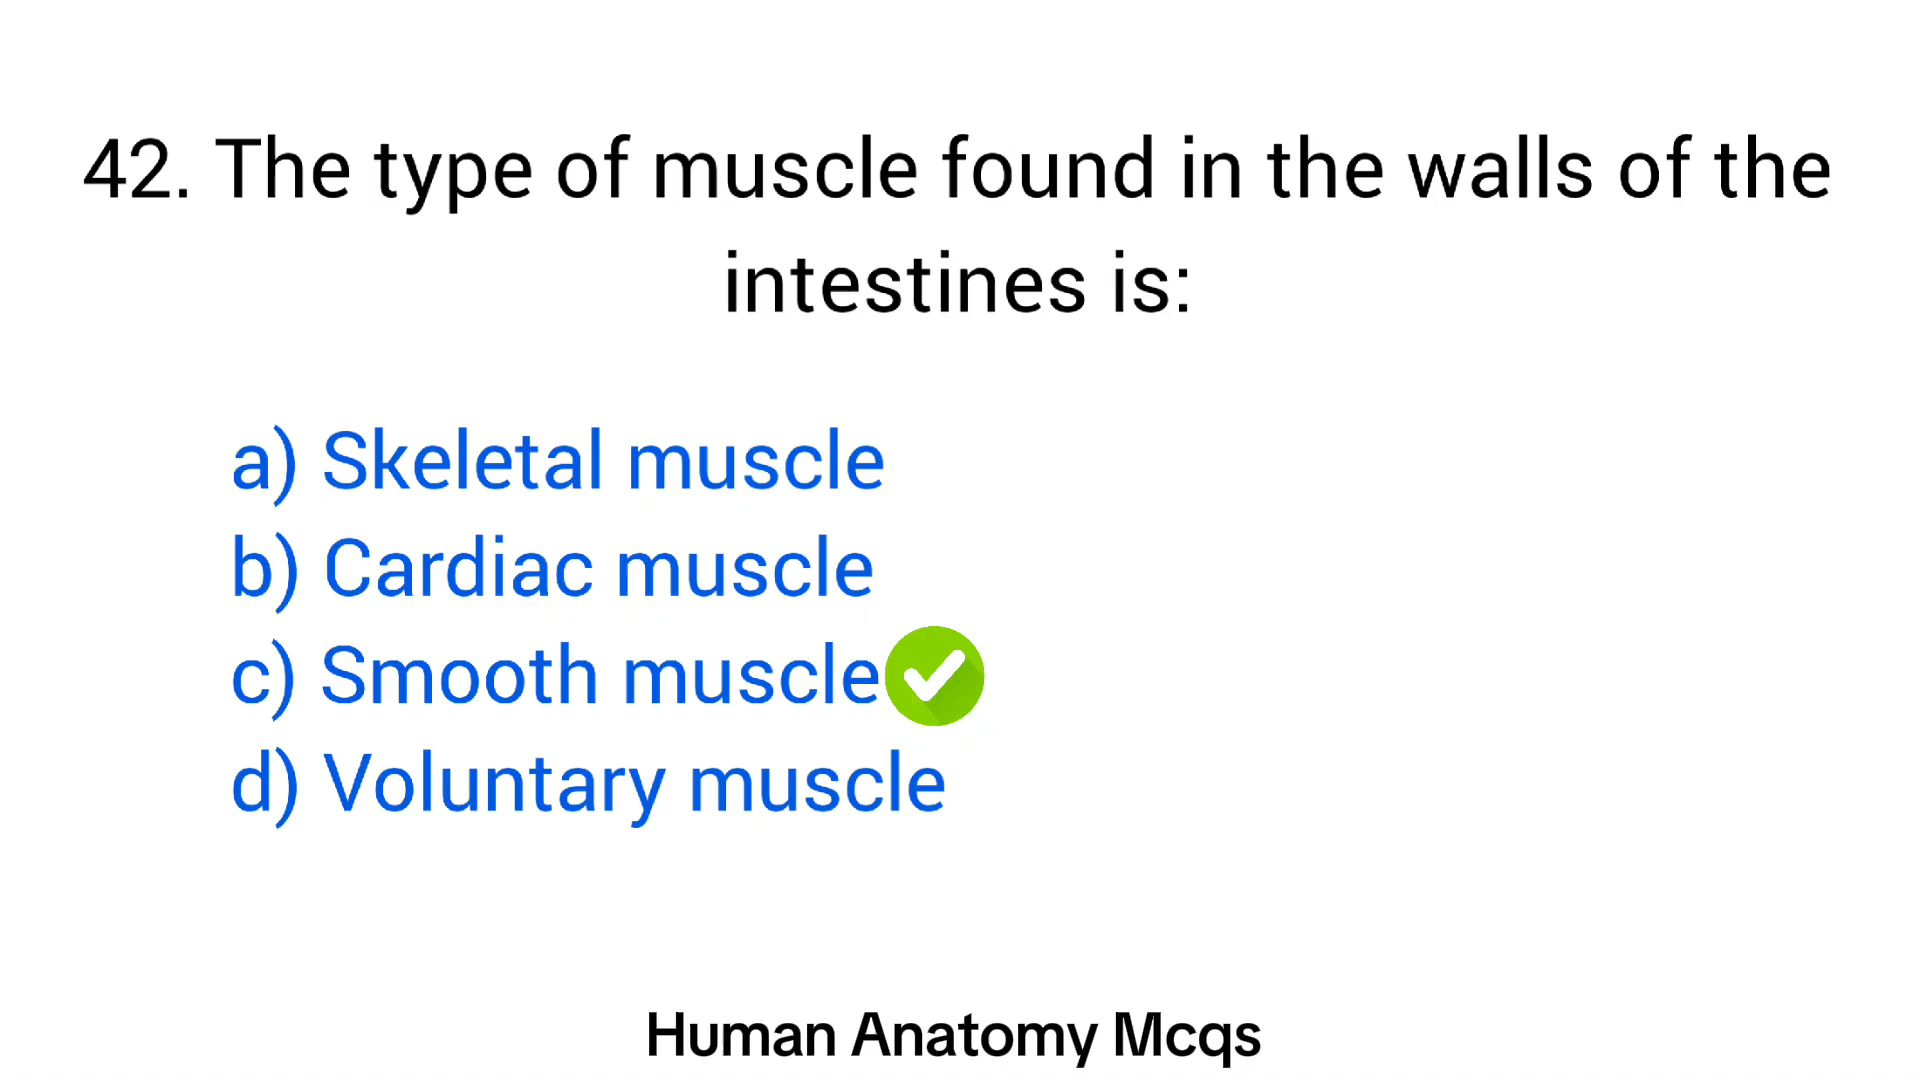 42. The type of muscle found in the walls of the
intestines is:
a) Skeletal muscle
b) Cardiac muscle
c) Smooth muscle
d) Voluntary muscle
Human Anatomy Mcqs